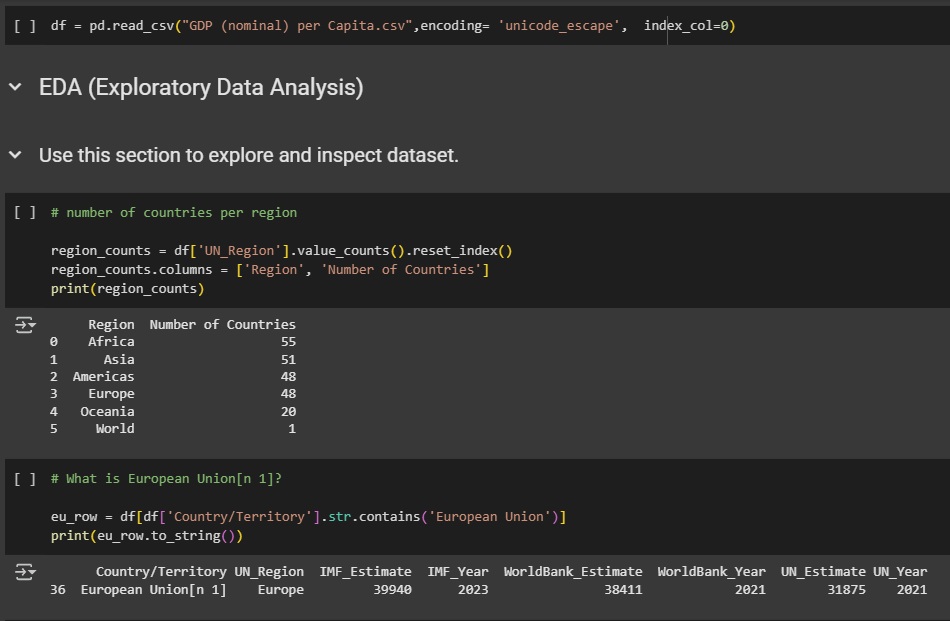 [ ] df = pd.read_csv("GDP (nominal) per Capita.csv",encoding= 'unicode_escape',  index_col=0)
EDA (Exploratory Data Analysis)
Use this section to explore and inspect dataset.
[ ] # number of countries per region
region_counts = df['UN_Region'].value_counts().reset_index()
region_counts.columns = ['Region', 'Number of Countries']
print(region_counts)
Region  Number of Countries
0    Africa                   55
1      Asia                   51
2  Americas                   48
3    Europe                   48
4   Oceania                   20
5     World                    1
[ ] # What is European Union[n 1]?
eu_row = df[df['Country/Territory'].str.contains('European Union')]
print(eu_row.to_string())
Country/Territory UN_Region  IMF_Estimate  IMF_Year  WorldBank_Estimate  WorldBank_Year  UN_Estimate UN_Year
36  European Union[n 1]    Europe         39940      2023               38411            2021        31875    2021